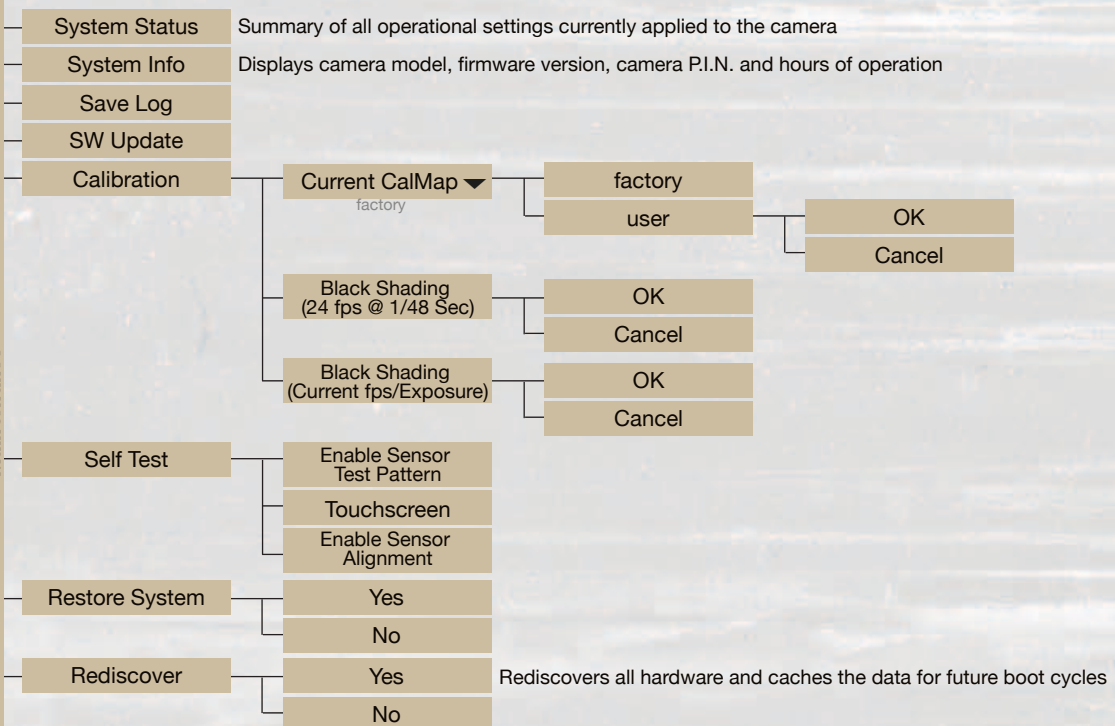 System Status
Summary of all operational settings currently applied to the camera
System Info
Displays camera model, firmware version, camera P.I.N. and hours of operation
Save Log
SW Update
Calibration
Current CalMap
factory
factory
user
OK
Cancel
Black Shading
(24 fps @ 1/48 Sec)
OK
Cancel
Black Shading
(Current fps/Exposure)
OK
Cancel
Self Test
Enable Sensor
Test Pattern
Touchscreen
Enable Sensor
Alignment
Restore System
Yes
No
Rediscover
Yes
Rediscovers all hardware and caches the data for future boot cycles
No